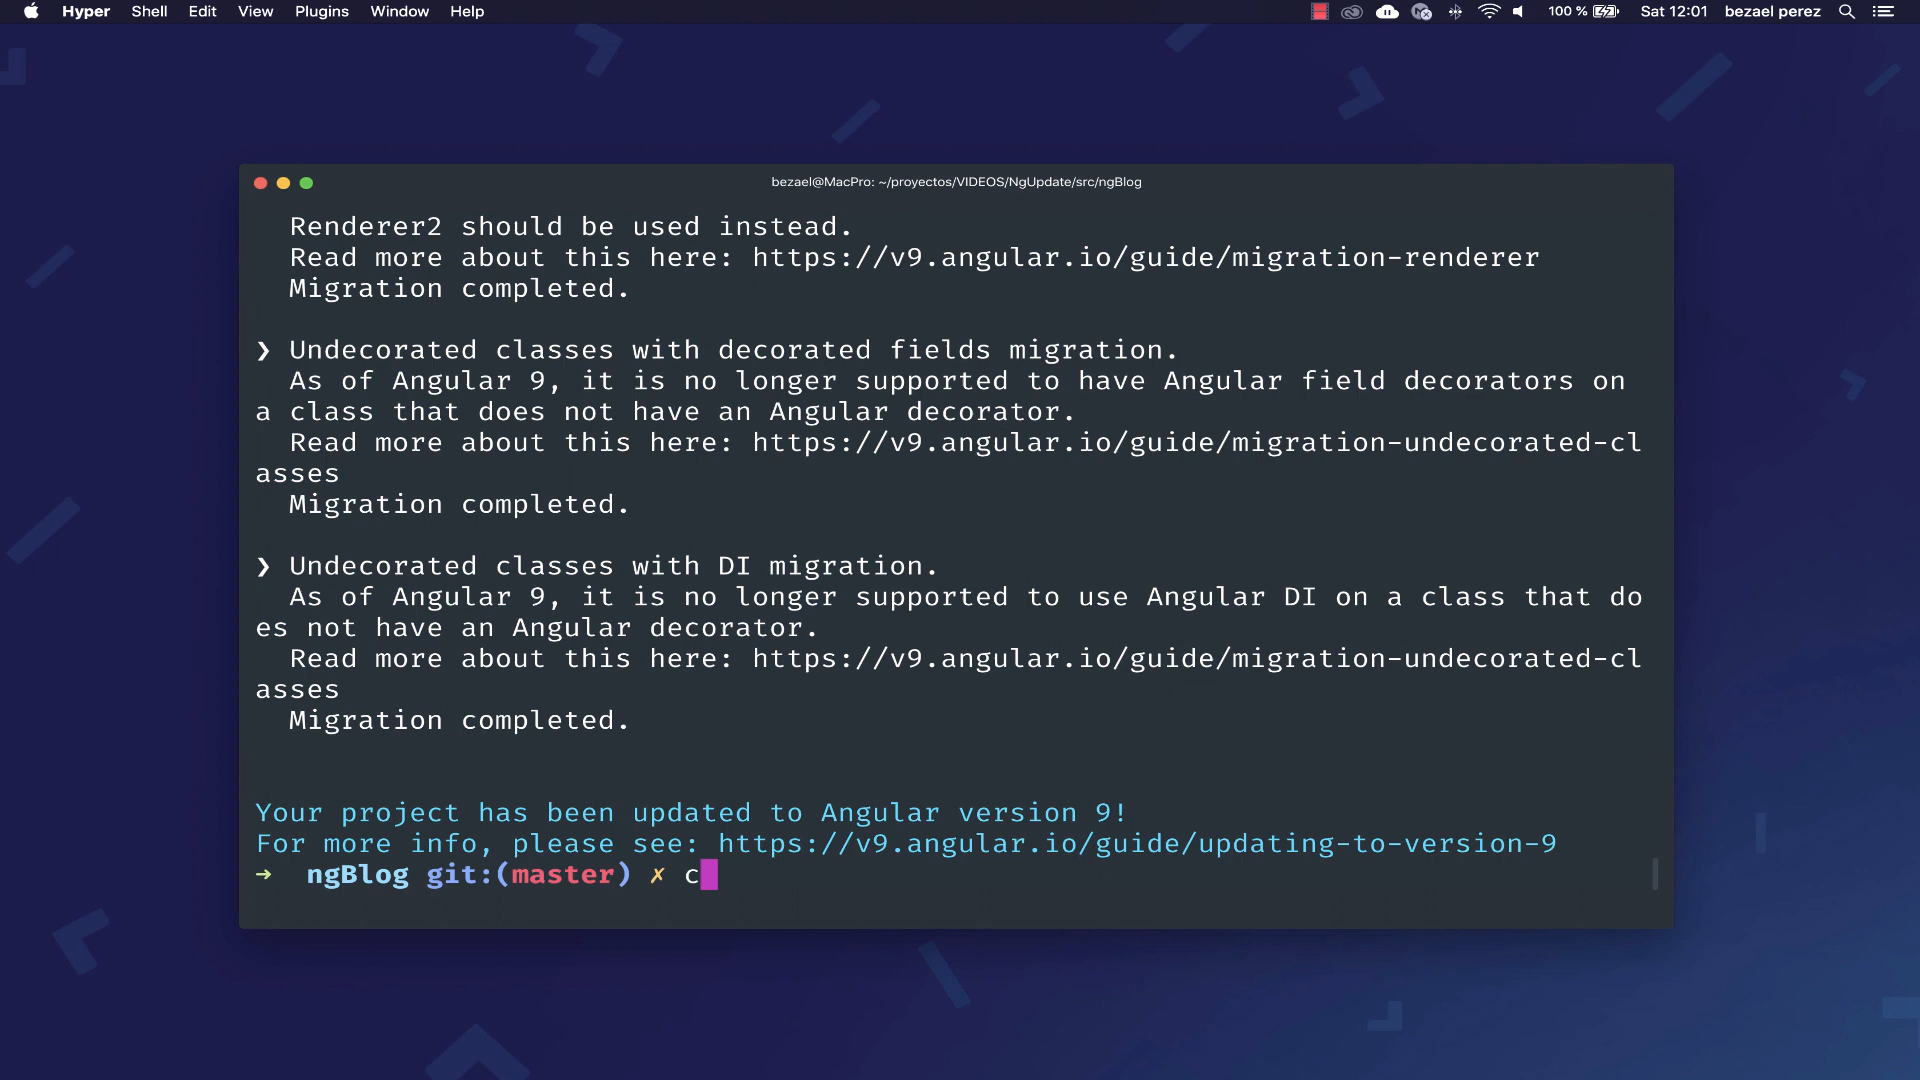 Hyper Shell Edit View Plugins Window Help 100 % Sat 12:01 bezael perez
bezael@MacPro: ~/proyectos/VIDEOS/NgUpdate/src/ngBlog
Renderer2 should be used instead.
Read more about this here: https://v9.angular.io/guide/migration-renderer
Migration completed.
❯ Undecorated classes with decorated fields migration.
As of Angular 9, it is no longer supported to have Angular field decorators on
a class that does not have an Angular decorator.
Read more about this here: https://v9.angular.io/guide/migration-undecorated-cl
asses
Migration completed.
❯ Undecorated classes with DI migration.
As of Angular 9, it is no longer supported to use Angular DI on a class that do
es not have an Angular decorator.
Read more about this here: https://v9.angular.io/guide/migration-undecorated-cl
asses
Migration completed.
Your project has been updated to Angular version 9!
For more info, please see: https://v9.angular.io/guide/updating-to-version-9
➜ ngBlog git:(master) ✗ c